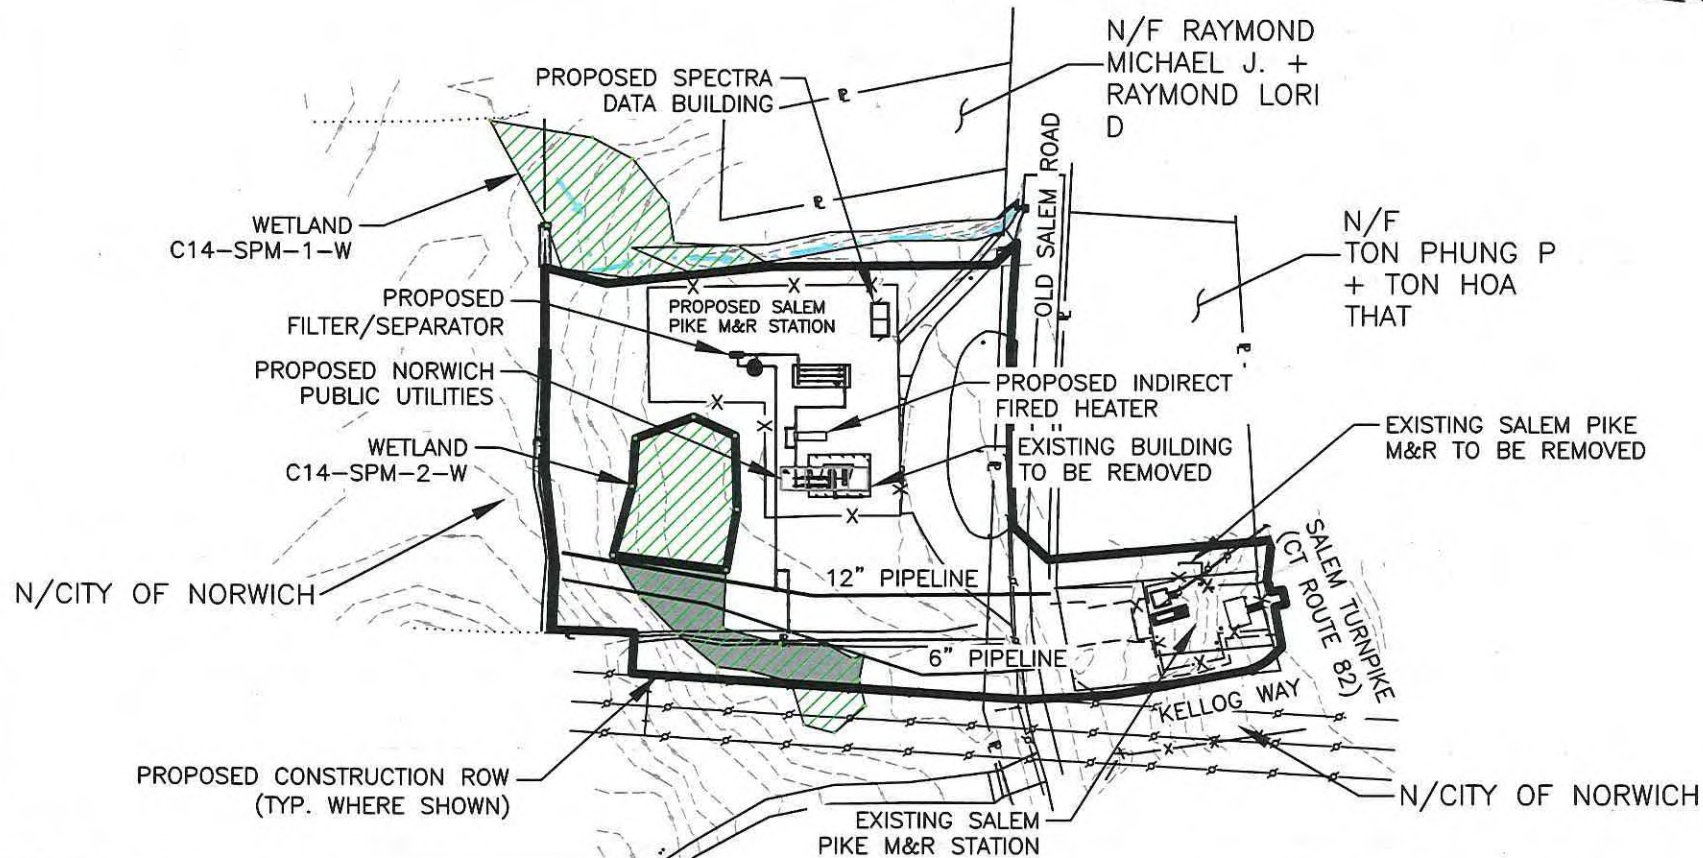 N/F RAYMOND
MICHAEL J. +
RAYMOND LORI
D
PROPOSED SPECTRA
DATA BUILDING
WETLAND
C14-SPM-1-W
OLD SALEM ROAD
N/F
TON PHUNG P
+ TON HOA
THAT
PROPOSED
FILTER/SEPARATOR
PROPOSED SALEM
PIKE M&R STATION
PROPOSED NORWICH
PUBLIC UTILITIES
PROPOSED INDIRECT
FIRED HEATER
WETLAND
C14-SPM-2-W
EXISTING BUILDING
TO BE REMOVED
EXISTING SALEM PIKE
M&R TO BE REMOVED
N/CITY OF NORWICH
12" PIPELINE
6" PIPELINE
SALEM TURNPIKE
(CT ROUTE 82)
KELLOG WAY
PROPOSED CONSTRUCTION ROW
(TYP. WHERE SHOWN)
N/CITY OF NORWICH
EXISTING SALEM
PIKE M&R STATION